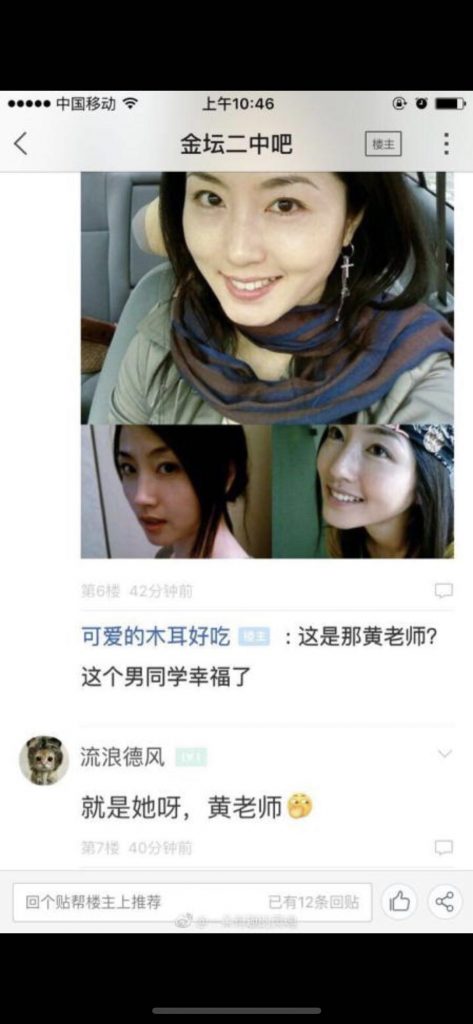 中国移动
上午10:46
金坛二中吧
楼主
第6楼 42分钟前
可爱的木耳好吃 楼主 ：这是那黄老师?
这个男同学幸福了
流浪德风
就是她呀，黄老师
第7楼 40分钟前
回个贴帮楼主上推荐
已有12条回贴